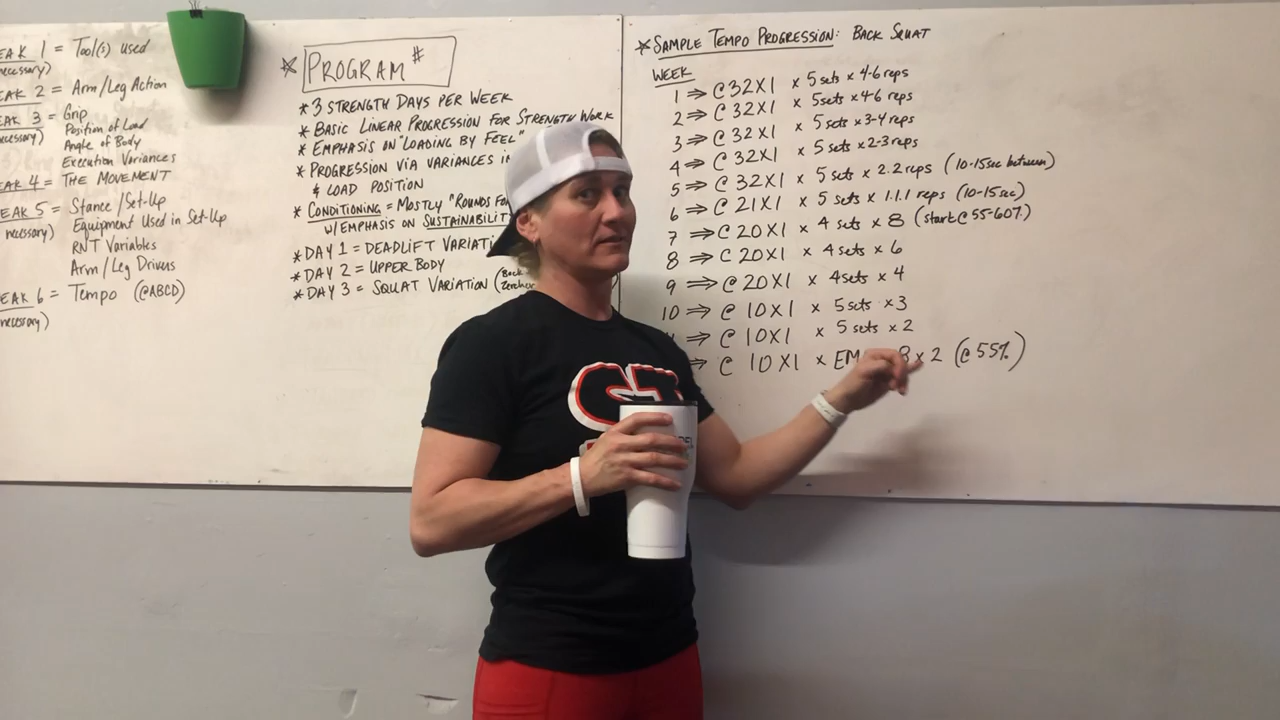 EAK 1 = Tool(s) used
ecessary)
EAK 2 = Arm/Leg Action
EAK 3 = Grip
ecessary)
Position of Load
Angle of Body
Execution Variances
EAK 4 = THE MOVEMENT
EAK 5 = Stance/Set-Up
necessary)
Equipment Used in Set-Up
RNT Variables
Arm/Leg Drivers
EAK 6 = Tempo (@ABCD)
necessary)
* PROGRAM #
* 3 STRENGTH DAYS PER WEEK
* BASIC LINEAR PROGRESSION FOR STRENGTH WORK
* EMPHASIS ON "LOADING BY FEEL"
* PROGRESSION VIA VARIANCES IN
& LOAD POSITION
* CONDITIONING = MOSTLY "ROUNDS FO
W/ EMPHASIS ON SUSTAINABILIT
* DAY 1 = DEADLIFT VARIATI
* DAY 2 = UPPER BODY
* DAY 3 = SQUAT VARIATION (Back
Zercher
* SAMPLE TEMPO PROGRESSION: BACK SQUAT
WEEK
1 ⇒ @ 32X1 x 5 sets x 4-6 reps
2 ⇒ @ 32X1 x 5 sets x 4-6 reps
3 ⇒ @ 32X1 x 5 sets x 3-4 reps
4 ⇒ @ 32X1 x 5 sets x 2-3 reps
5 ⇒ @ 32X1 x 5 sets x 2.2 reps (10-15sec between)
6 ⇒ @ 21X1 x 5 sets x 1.1.1 reps (10-15sec)
7 ⇒ @ 20X1 x 4 sets x 8 (start @ 55-60%)
8 ⇒ @ 20X1 x 4 sets x 6
9 ⇒ @ 20X1 x 4 sets x 4
10 ⇒ @ 10X1 x 5 sets x 3
⇒ @ 10X1 x 5 sets x 2
⇒ @ 10X1 x EM 8 x 2 (@ 55%)